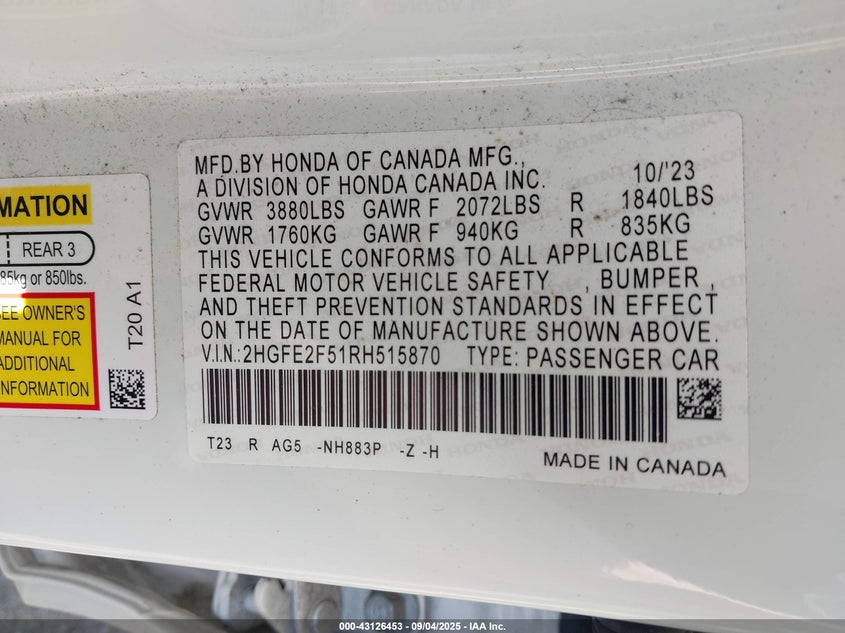 MATION
REAR 3
85kg or 850lbs.
SEE OWNER'S
MANUAL FOR
ADDITIONAL
INFORMATION
T20 A1
MFD.BY HONDA OF CANADA MFG.,
A DIVISION OF HONDA CANADA INC. 10/'23
GVWR 3880LBS GAWR F 2072LBS R 1840LBS
GVWR 1760KG GAWR F 940KG R 835KG
THIS VEHICLE CONFORMS TO ALL APPLICABLE
FEDERAL MOTOR VEHICLE SAFETY , BUMPER ,
AND THEFT PREVENTION STANDARDS IN EFFECT
ON THE DATE OF MANUFACTURE SHOWN ABOVE.
V.I.N.:2HGFE2F51RH515870 TYPE: PASSENGER CAR
T23 R AG5 -NH883P -Z -H
MADE IN CANADA
000-43126453 - 09/04/2025 - IAA Inc.